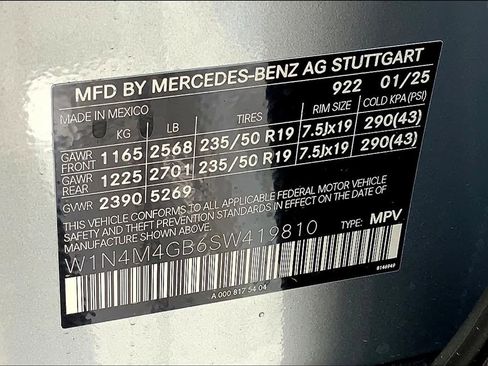 MFD BY MERCEDES-BENZ AG STUTTGART
MADE IN MEXICO 922 01/25
KG LB TIRES RIM SIZE COLD KPA (PSI)
GAWR FRONT 1165 2568 235/50 R19 7.5Jx19 290(43)
GAWR REAR 1225 2701 235/50 R19 7.5Jx19 290(43)
GVWR 2390 5269
THIS VEHICLE CONFORMS TO ALL APPLICABLE FEDERAL MOTOR VEHICLE
SAFETY AND THEFT PREVENTION STANDARDS IN EFFECT ON THE DATE OF
MANUFACTURE SHOWN ABOVE.
W1N4M4GB6SW419810 TYPE: MPV
A 000 817 54 04